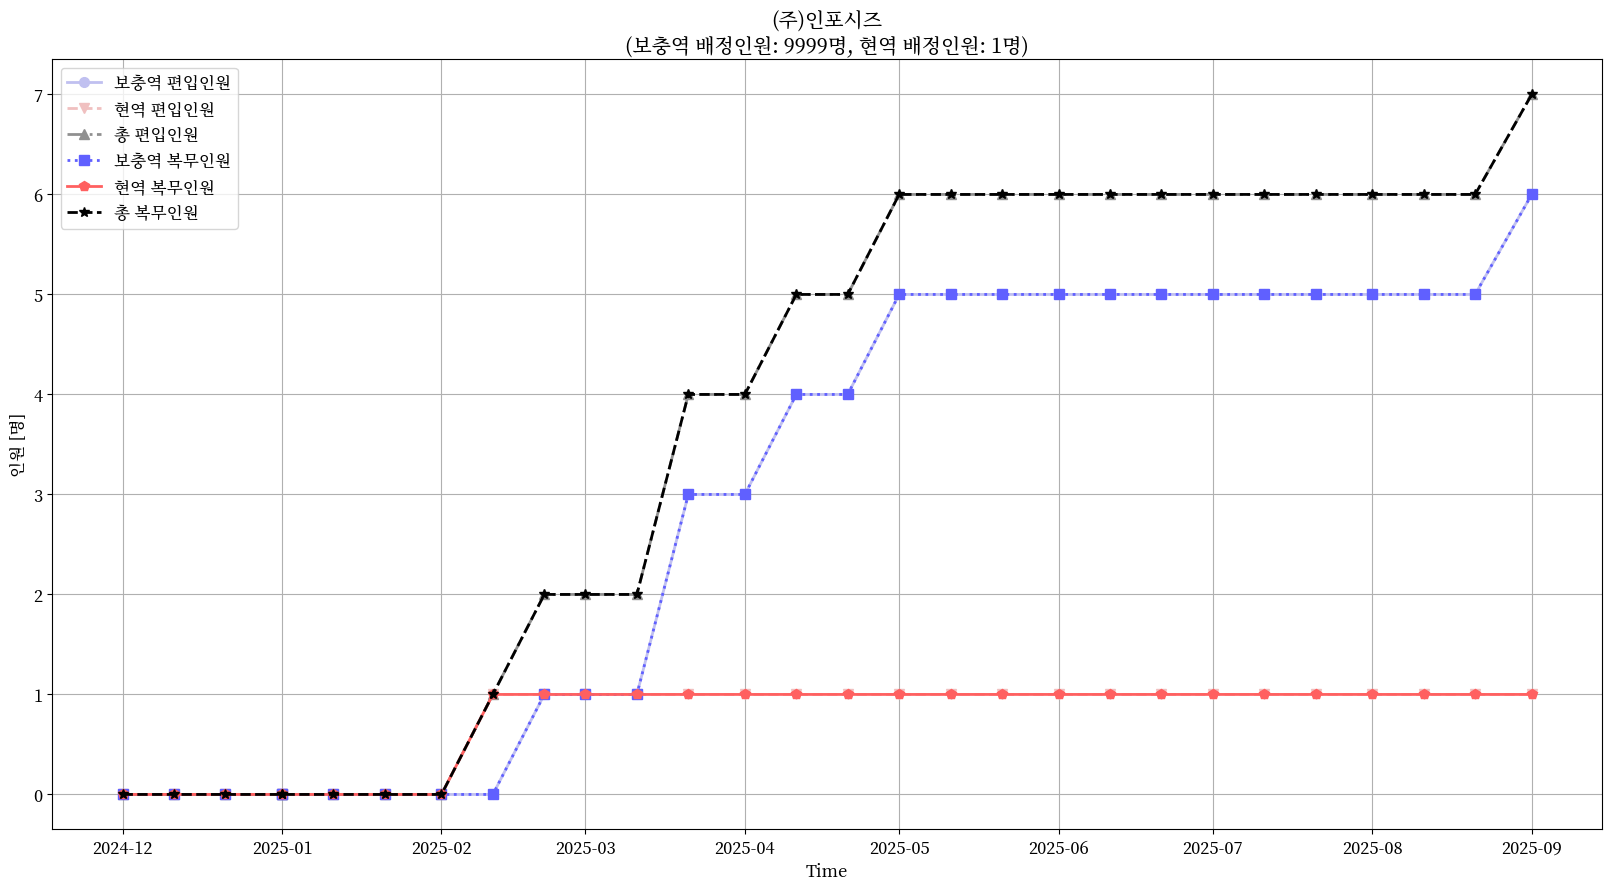 (주)인포시즈
(보충역 배정인원: 9999명, 현역 배정인원: 1명)
보충역 편입인원
현역 편입인원
총 편입인원
보충역 복무인원
현역 복무인원
총 복무인원
인원 [명]
7
6
5
4
3
2
1
0
2024-12
2025-01
2025-02
2025-03
2025-04
2025-05
2025-06
2025-07
2025-08
2025-09
Time